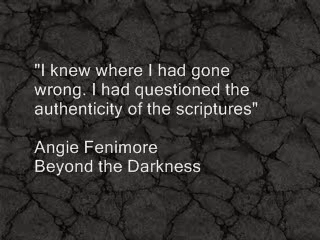 "I knew where I had gone
wrong. I had questioned the
authenticity of the scriptures"
Angie Fenimore
Beyond the Darkness